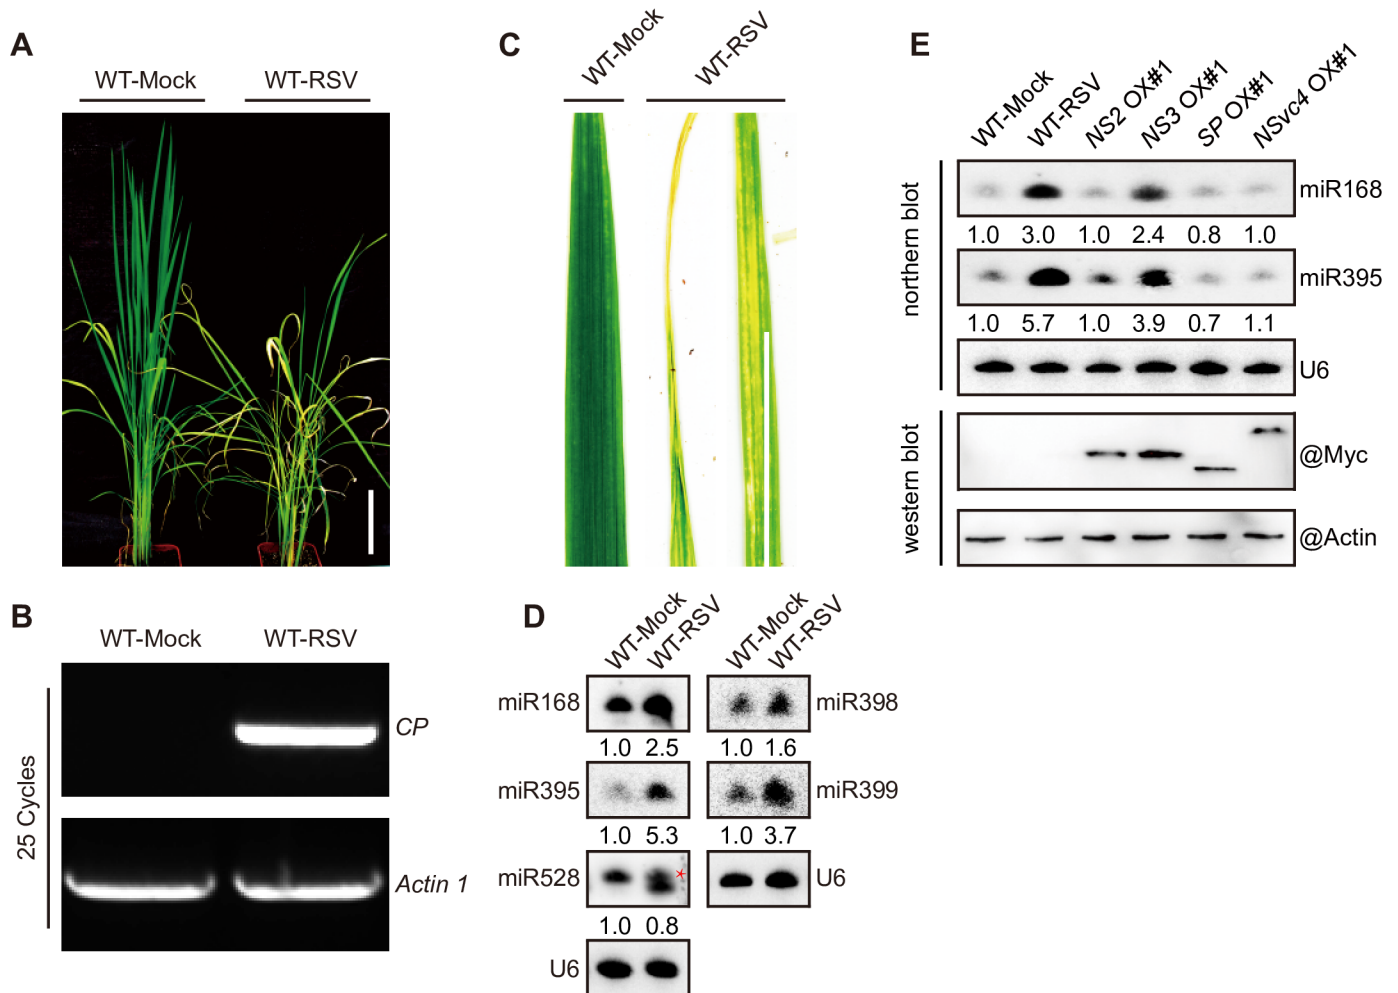 A
WT-Mock WT-RSV
B
WT-Mock WT-RSV
25 Cycles
CP
Actin 1
C
WT-Mock
WT-RSV
D
WT-Mock
WT-RSV
WT-Mock
WT-RSV
miR168
1.0 2.5
miR395
1.0 5.3
miR528
*
1.0 0.8
U6
miR398
1.0 1.6
miR399
1.0 3.7
U6
E
WT-Mock
WT-RSV
NS2 OX#1
NS3 OX#1
SP OX#1
NSvc4 OX#1
northern blot
miR168
1.0 3.0 1.0 2.4 0.8 1.0
miR395
1.0 5.7 1.0 3.9 0.7 1.1
U6
western blot
@Myc
@Actin